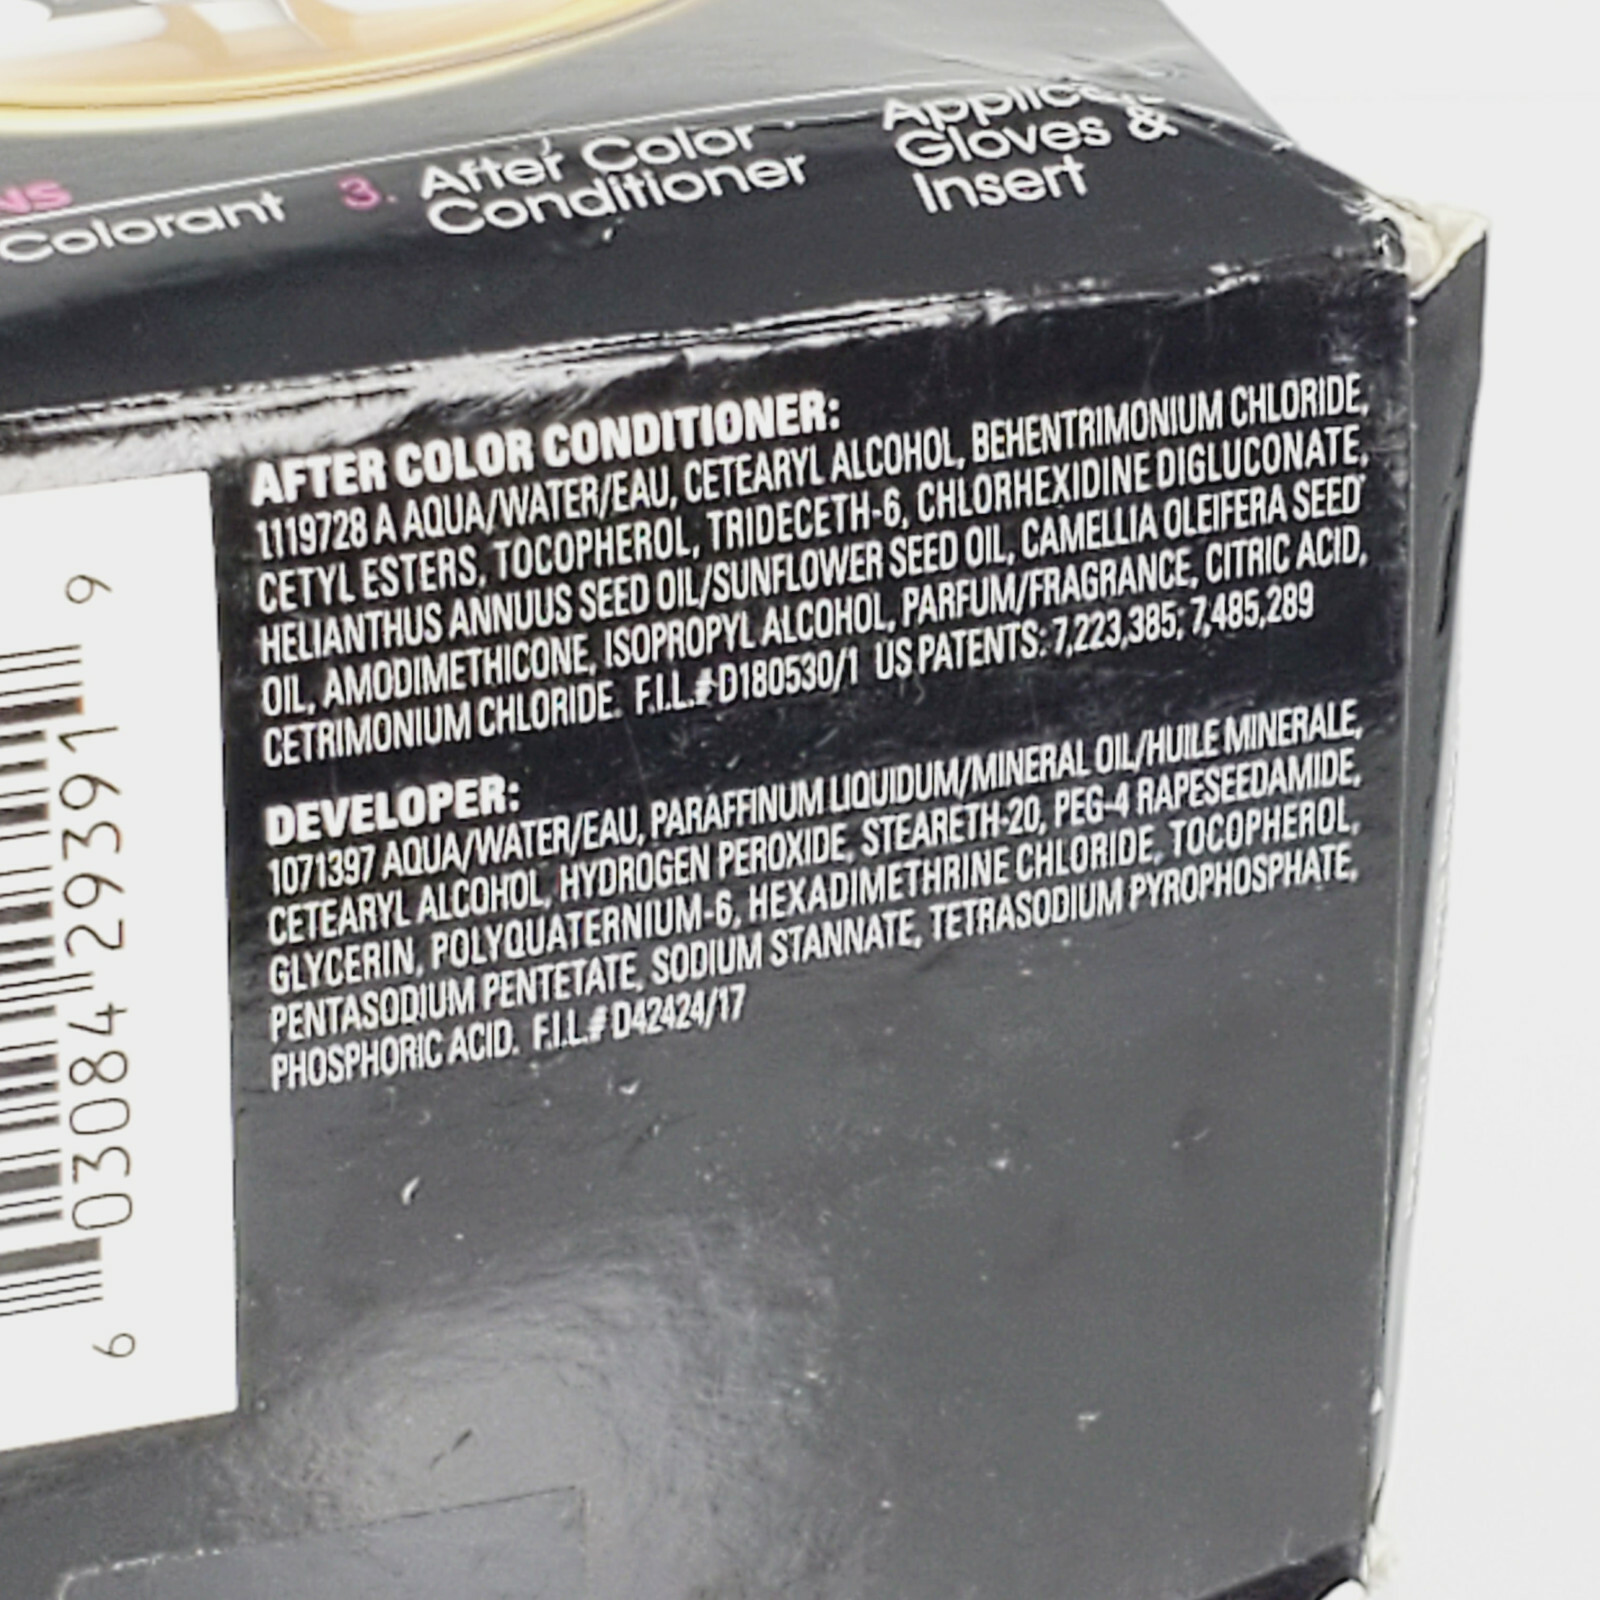 NS
Colorant
3. After Color
Conditioner
Gloves &
Insert
AFTER COLOR CONDITIONER:
1119728 A AQUA/WATER/EAU, CETEARYL ALCOHOL, BEHENTRIMONIUM CHLORIDE,
CETYL ESTERS, TOCOPHEROL, TRIDECETH-6, CHLORHEXIDINE DIGLUCONATE,
HELIANTHUS ANNUUS SEED OIL/SUNFLOWER SEED OIL, CAMELLIA OLEIFERA SEED
OIL, AMODIMETHICONE, ISOPROPYL ALCOHOL, PARFUM/FRAGRANCE, CITRIC ACID,
CETRIMONIUM CHLORIDE. F.I.L.# D180530/1 US PATENTS: 7,223,385; 7,485,289
DEVELOPER:
1071397 AQUA/WATER/EAU, PARAFFINUM LIQUIDUM/MINERAL OIL/HUILE MINERALE,
CETEARYL ALCOHOL, HYDROGEN PEROXIDE, STEARETH-20, PEG-4 RAPESEEDAMIDE,
GLYCERIN, POLYQUATERNIUM-6, HEXADIMETHRINE CHLORIDE, TOCOPHEROL,
PENTASODIUM PENTETATE, SODIUM STANNATE, TETRASODIUM PYROPHOSPHATE,
PHOSPHORIC ACID. F.I.L.# D42424/17
6 03084 29391 9